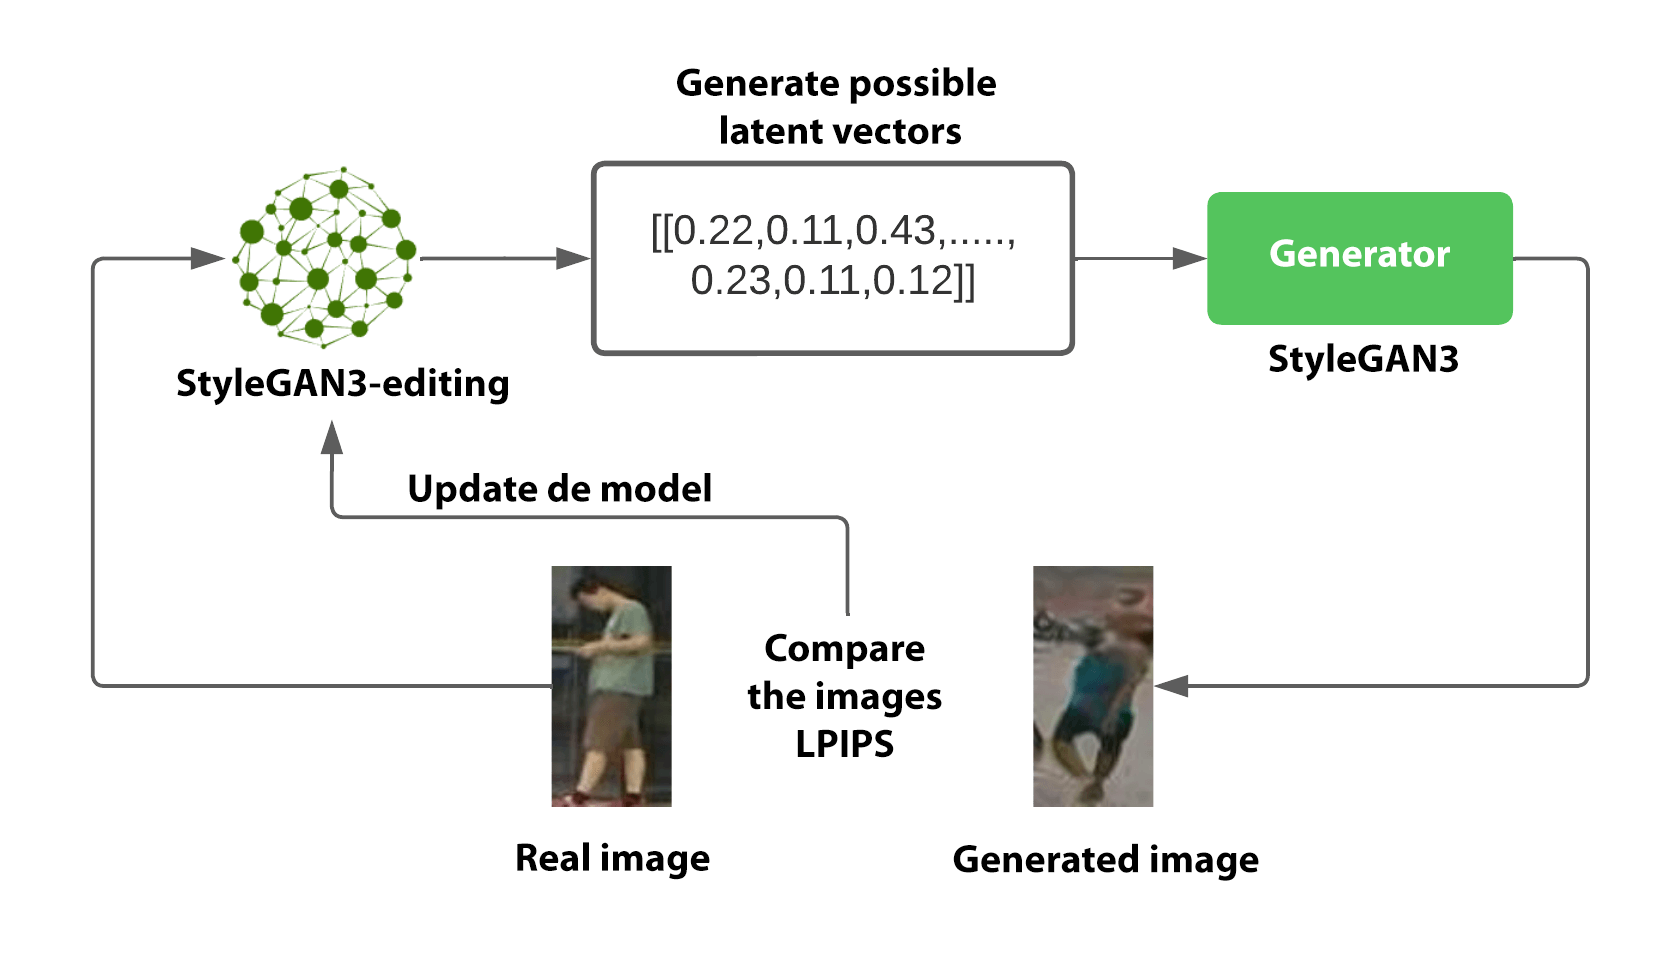 Generate possible
latent vectors
[[0.22,0.11,0.43,.....,
0.23,0.11,0.12]]
Generator
StyleGAN3
StyleGAN3-editing
Update de model
Compare
the images
LPIPS
Real image
Generated image